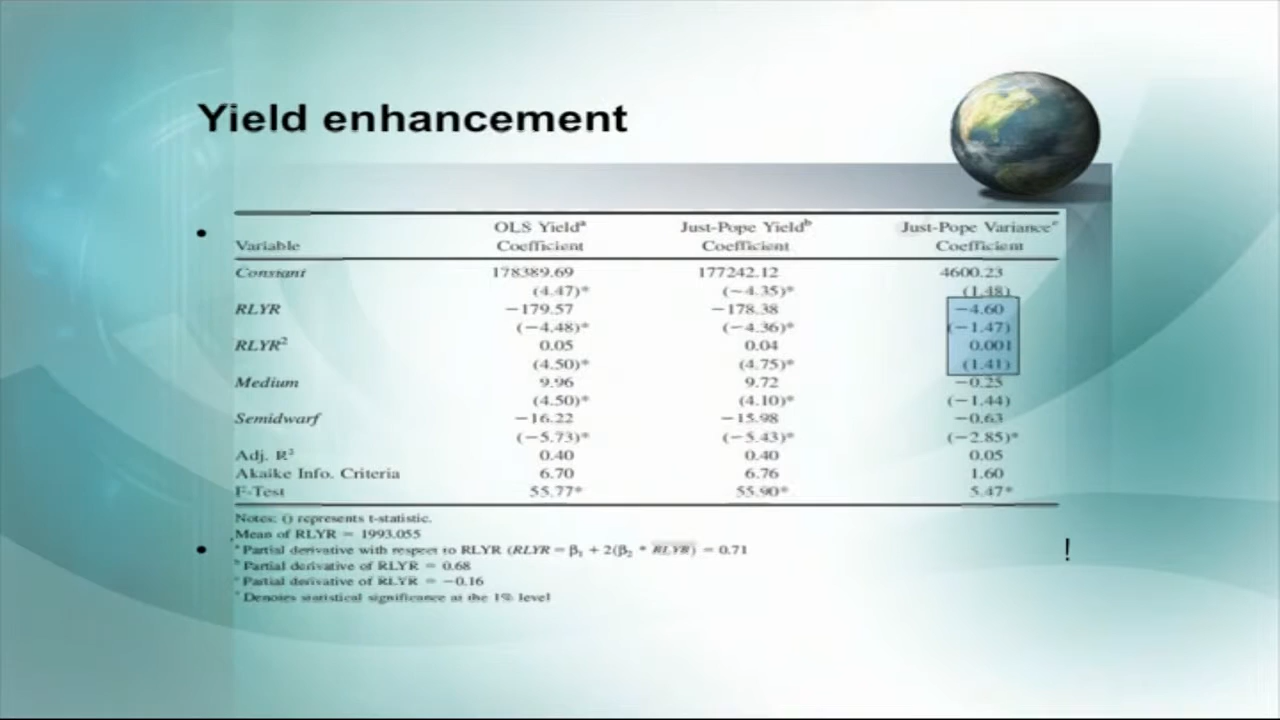 Yield enhancement
OLS Yieldᵃ Just-Pope Yieldᵇ Just-Pope Varianceᶜ
Variable Coefficient Coefficient Coefficient
Constant 178389.69 177242.12 4600.23
(4.47)* (−4.35)* (1.48)
RLYR −179.57 −178.38 −4.60
(−4.48)* (−4.36)* (−1.47)
RLYR² 0.05 0.04 0.001
(4.50)* (4.75)* (1.41)
Medium 9.96 9.72 −0.25
(4.50)* (4.10)* (−1.44)
Semidwarf −16.22 −15.98 −0.63
(−5.73)* (−5.43)* (−2.85)*
Adj. R² 0.40 0.40 0.05
Akaike Info. Criteria 6.70 6.76 1.60
F-Test 55.77* 55.90* 5.47*
Notes: () represents t-statistic.
Mean of RLYR = 1993.055
• ᵃ Partial derivative with respect to RLYR (RLYR = β₁ + 2(β₂ * RLYR) = 0.71 !
ᵇ Partial derivative of RLYR = 0.68
ᶜ Partial derivative of RLYR = −0.16
* Denotes statistical significance at the 1% level